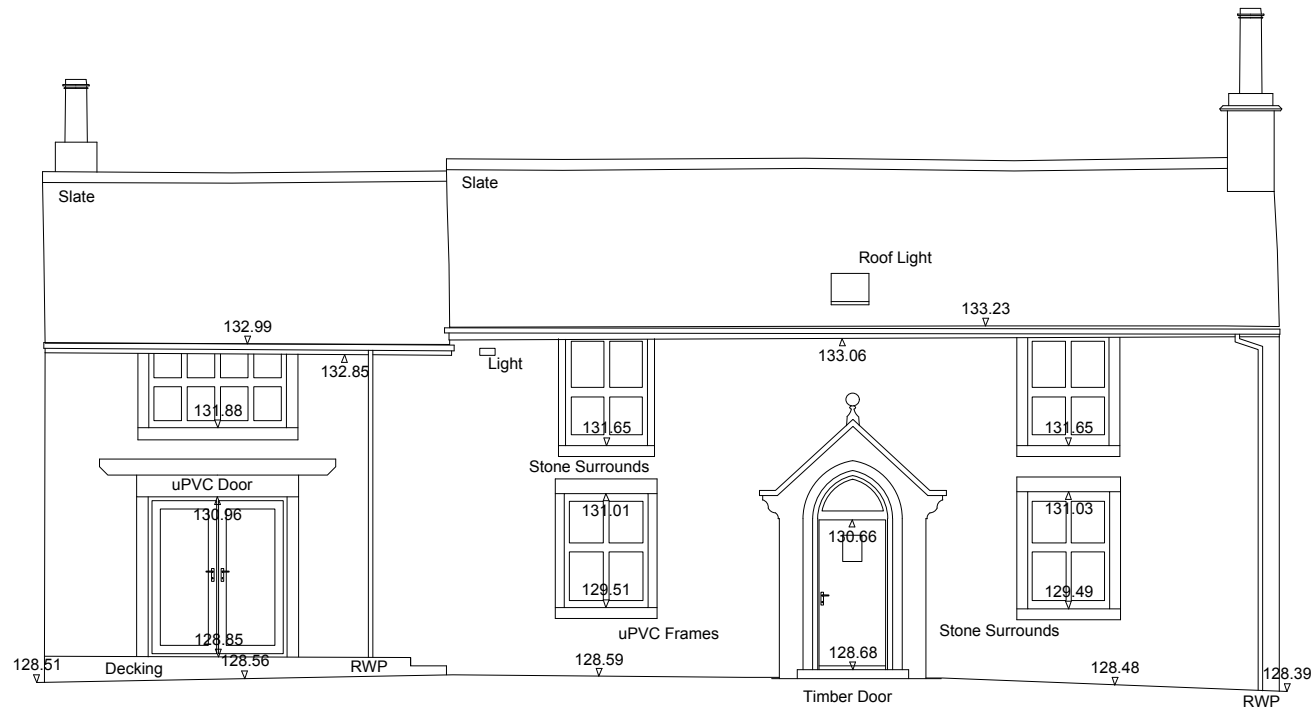 Slate
Slate
Roof Light
133.23
132.99
133.06
Light
132.85
131.88
131.65
131.65
Stone Surrounds
uPVC Door
130.96
131.01
131.03
130.66
129.51
129.49
uPVC Frames
Stone Surrounds
128.85
128.51
Decking
128.56
RWP
128.59
128.68
128.48
128.39
Timber Door
RWP